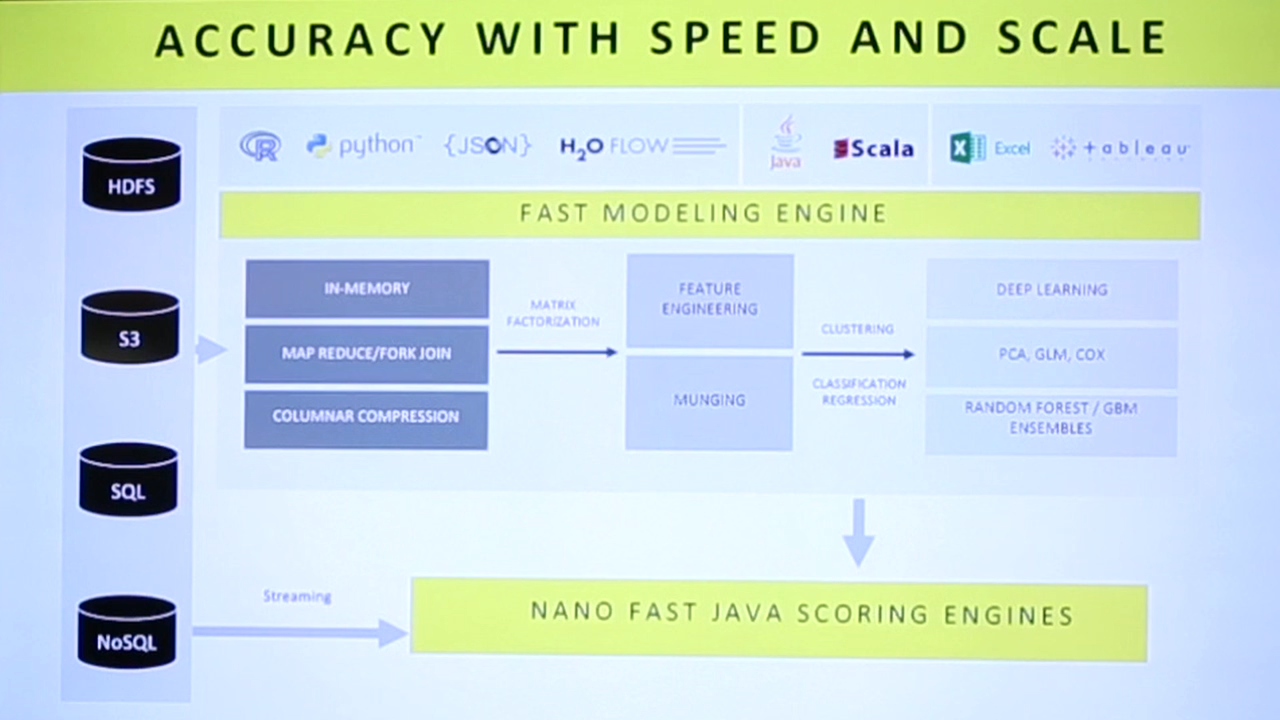 ACCURACY WITH SPEED AND SCALE
HDFS
S3
SQL
NoSQL
R
python
{JSON}
H2O FLOW
Java
Scala
Excel
+ableau
FAST MODELING ENGINE
IN-MEMORY
MAP REDUCE/FORK JOIN
COLUMNAR COMPRESSION
MATRIX
FACTORIZATION
FEATURE
ENGINEERING
MUNGING
CLUSTERING
CLASSIFICATION
REGRESSION
DEEP LEARNING
PCA, GLM, COX
RANDOM FOREST / GBM
ENSEMBLES
Streaming
NANO FAST JAVA SCORING ENGINES